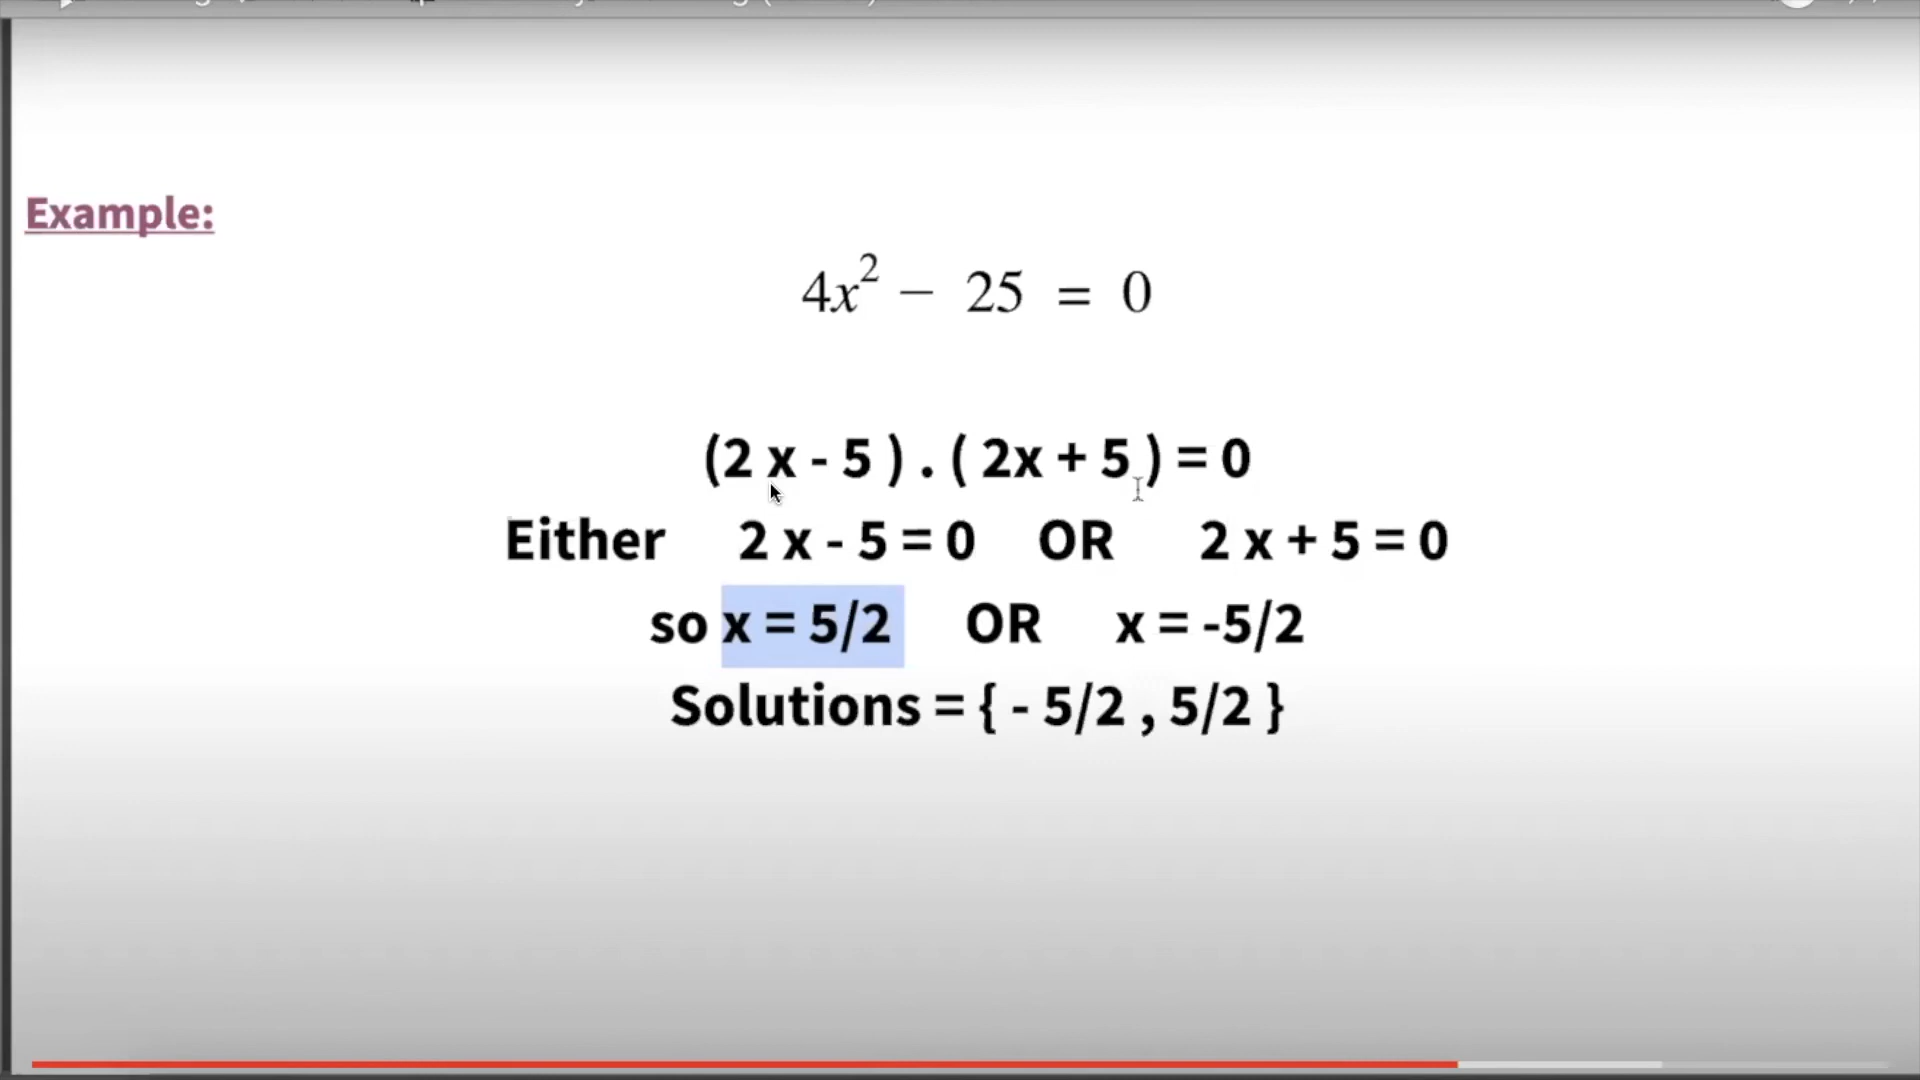 Example:
4x² − 25 = 0
(2 x - 5 ) . ( 2x + 5 ) = 0
Either 2 x - 5 = 0 OR 2 x + 5 = 0
so x = 5/2 OR x = -5/2
Solutions = { - 5/2 , 5/2 }